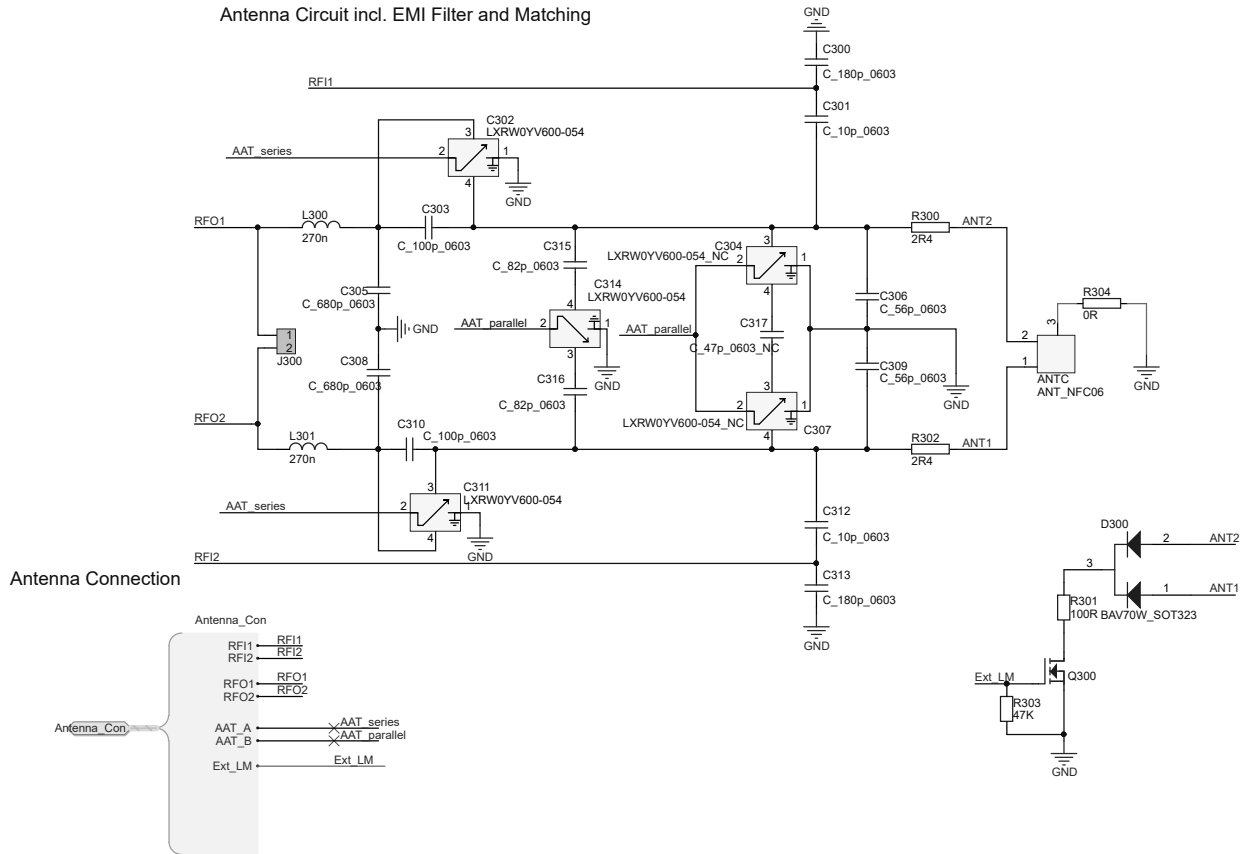 Antenna Circuit incl. EMI Filter and Matching
GND
C300
C_180p_0603
RFI1
C301
C_10p_0603
C302
LXRW0YV600-054
3
AAT_series
2
1
4
GND
RFO1
L300
270n
C303
C_100p_0603
C315
C_82p_0603
C304
LXRW0YV600-054_NC
3
2
1
4
R300
2R4
ANT2
C305
C_680p_0603
GND
C314
LXRW0YV600-054
4
AAT_parallel
2
1
3
GND
AAT_parallel
C317
C_47p_0603_NC
C306
C_56p_0603
R304
0R
3
2
1
ANTC
ANT_NFC06
GND
1
2
J300
C308
C_680p_0603
C316
C_82p_0603
3
2
1
LXRW0YV600-054_NC
4
C307
C309
C_56p_0603
GND
RFO2
L301
270n
C310
C_100p_0603
R302
2R4
ANT1
C311
LXRW0YV600-054
3
AAT_series
2
1
4
GND
C312
C_10p_0603
RFI2
C313
C_180p_0603
GND
D300
2
ANT2
3
1
ANT1
R301
100R
BAV70W_SOT323
Ext_LM
Q300
R303
47K
GND
Antenna Connection
Antenna_Con
RFI1
RFI1
RFI2
RFI2
RFO1
RFO1
RFO2
RFO2
Antenna_Con
AAT_A
AAT_series
AAT_B
AAT_parallel
Ext_LM
Ext_LM